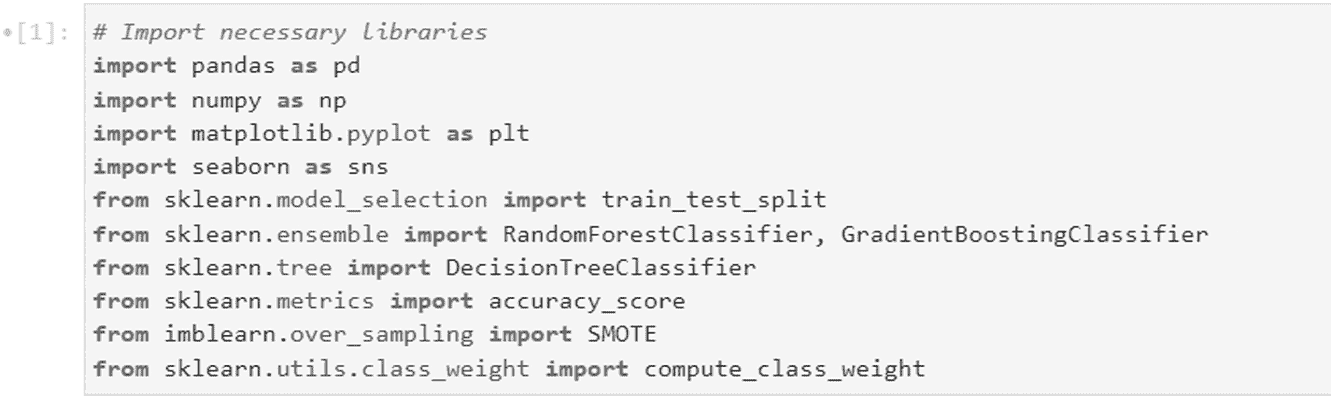 [1]: # Import necessary libraries
import pandas as pd
import numpy as np
import matplotlib.pyplot as plt
import seaborn as sns
from sklearn.model_selection import train_test_split
from sklearn.ensemble import RandomForestClassifier, GradientBoostingClassifier
from sklearn.tree import DecisionTreeClassifier
from sklearn.metrics import accuracy_score
from imblearn.over_sampling import SMOTE
from sklearn.utils.class_weight import compute_class_weight